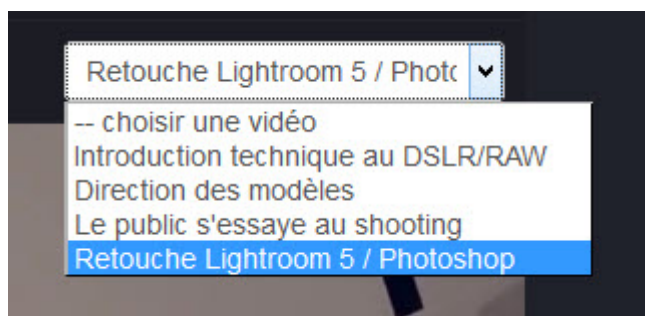 Retouche Lightroom 5 / Photo
-- choisir une vidéo
Introduction technique au DSLR/RAW
Direction des modèles
Le public s'essaye au shooting
Retouche Lightroom 5 / Photoshop